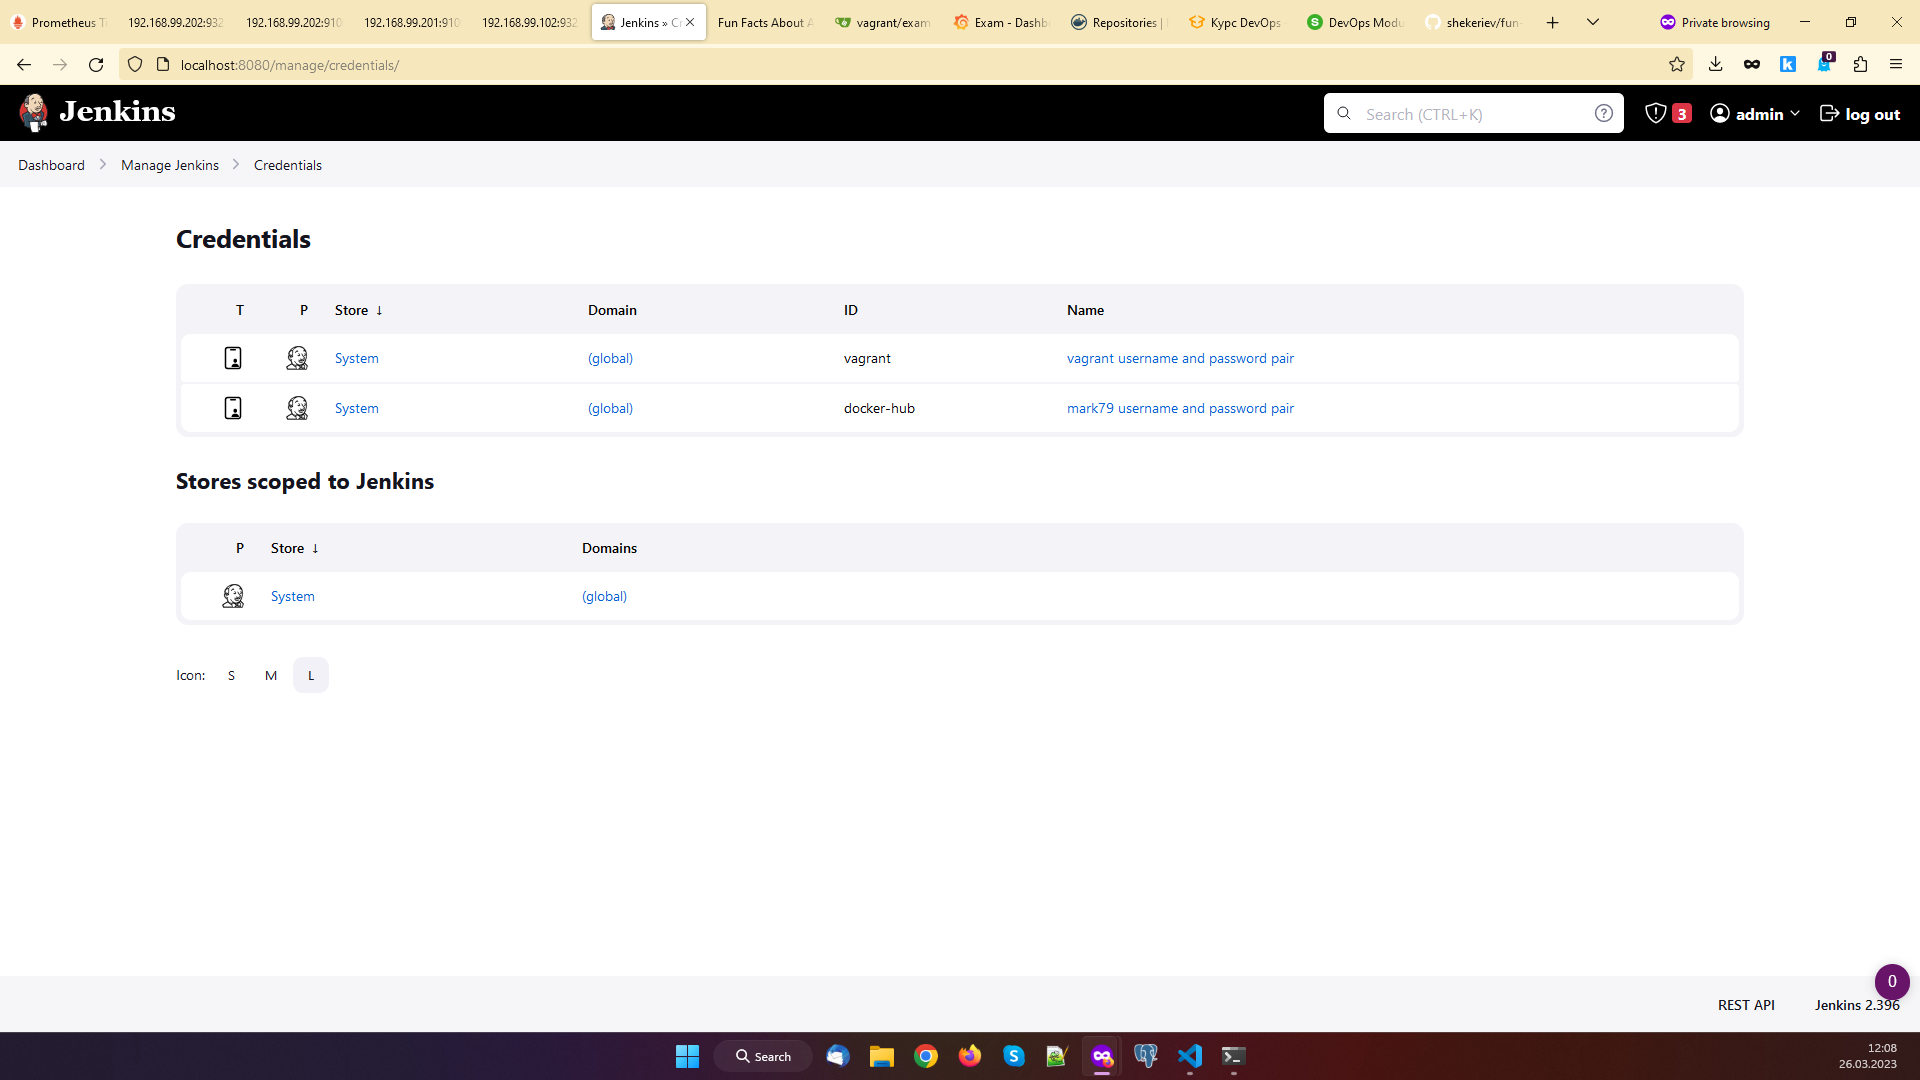 Prometheus Ti
192.168.99.202:932
192.168.99.202:910
192.168.99.201:910
192.168.99.102:932
Jenkins » Cr
Fun Facts About A
vagrant/exam
Exam - Dashb
Repositories |
Курс DevOps
DevOps Modu
shekeriev/fun-
Private browsing
localhost:8080/manage/credentials/
0
Jenkins
Search (CTRL+K)
3
admin
log out
Dashboard
Manage Jenkins
Credentials
Credentials
T P Store ↓ Domain ID Name
System (global) vagrant vagrant username and password pair
System (global) docker-hub mark79 username and password pair
Stores scoped to Jenkins
P Store ↓ Domains
System (global)
Icon: S M L
0
REST API Jenkins 2.396
Search
12:08
26.03.2023